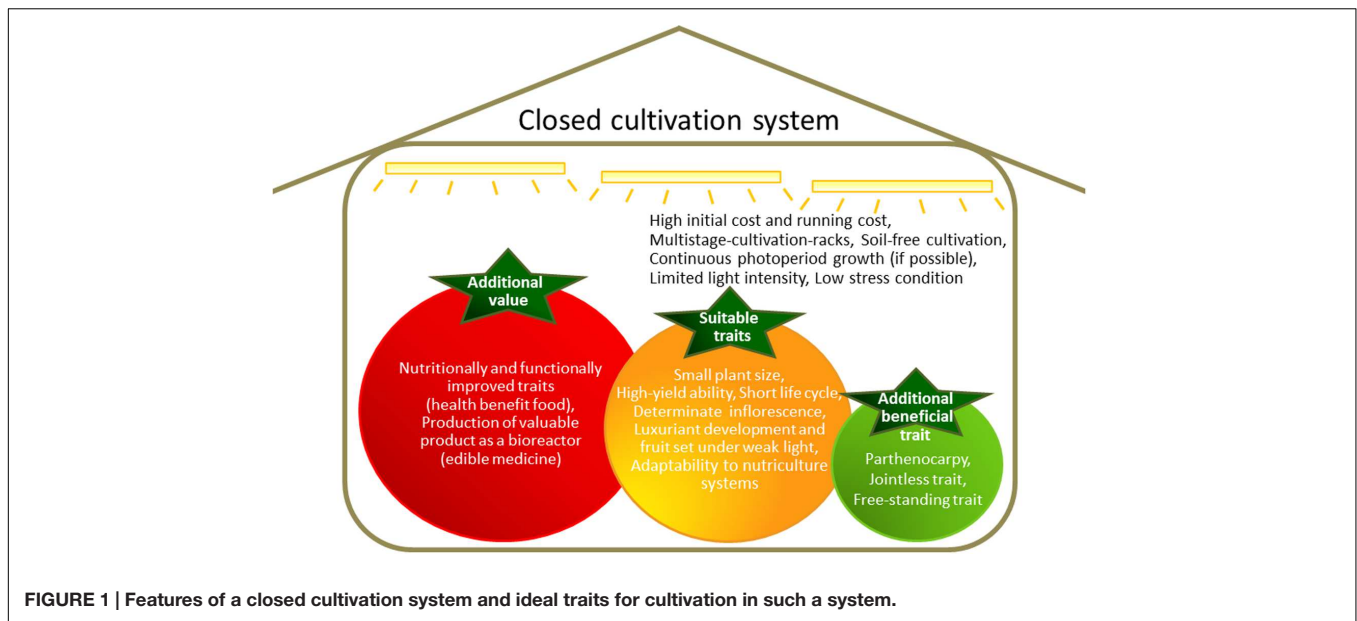 Closed cultivation system
High initial cost and running cost,
Multistage-cultivation-racks, Soil-free cultivation,
Continuous photoperiod growth (if possible),
Limited light intensity, Low stress condition
Additional
value
Nutritionally and functionally
improved traits
(health benefit food),
Production of valuable
product as a bioreactor
(edible medicine)
Suitable
traits
Small plant size,
High-yield ability, Short life cycle,
Determinate inflorescence,
Luxuriant development and
fruit set under weak light,
Adaptability to nutriculture
systems
Additional
beneficial
trait
Parthenocarpy,
Jointless trait,
Free-standing trait
FIGURE 1 | Features of a closed cultivation system and ideal traits for cultivation in such a system.